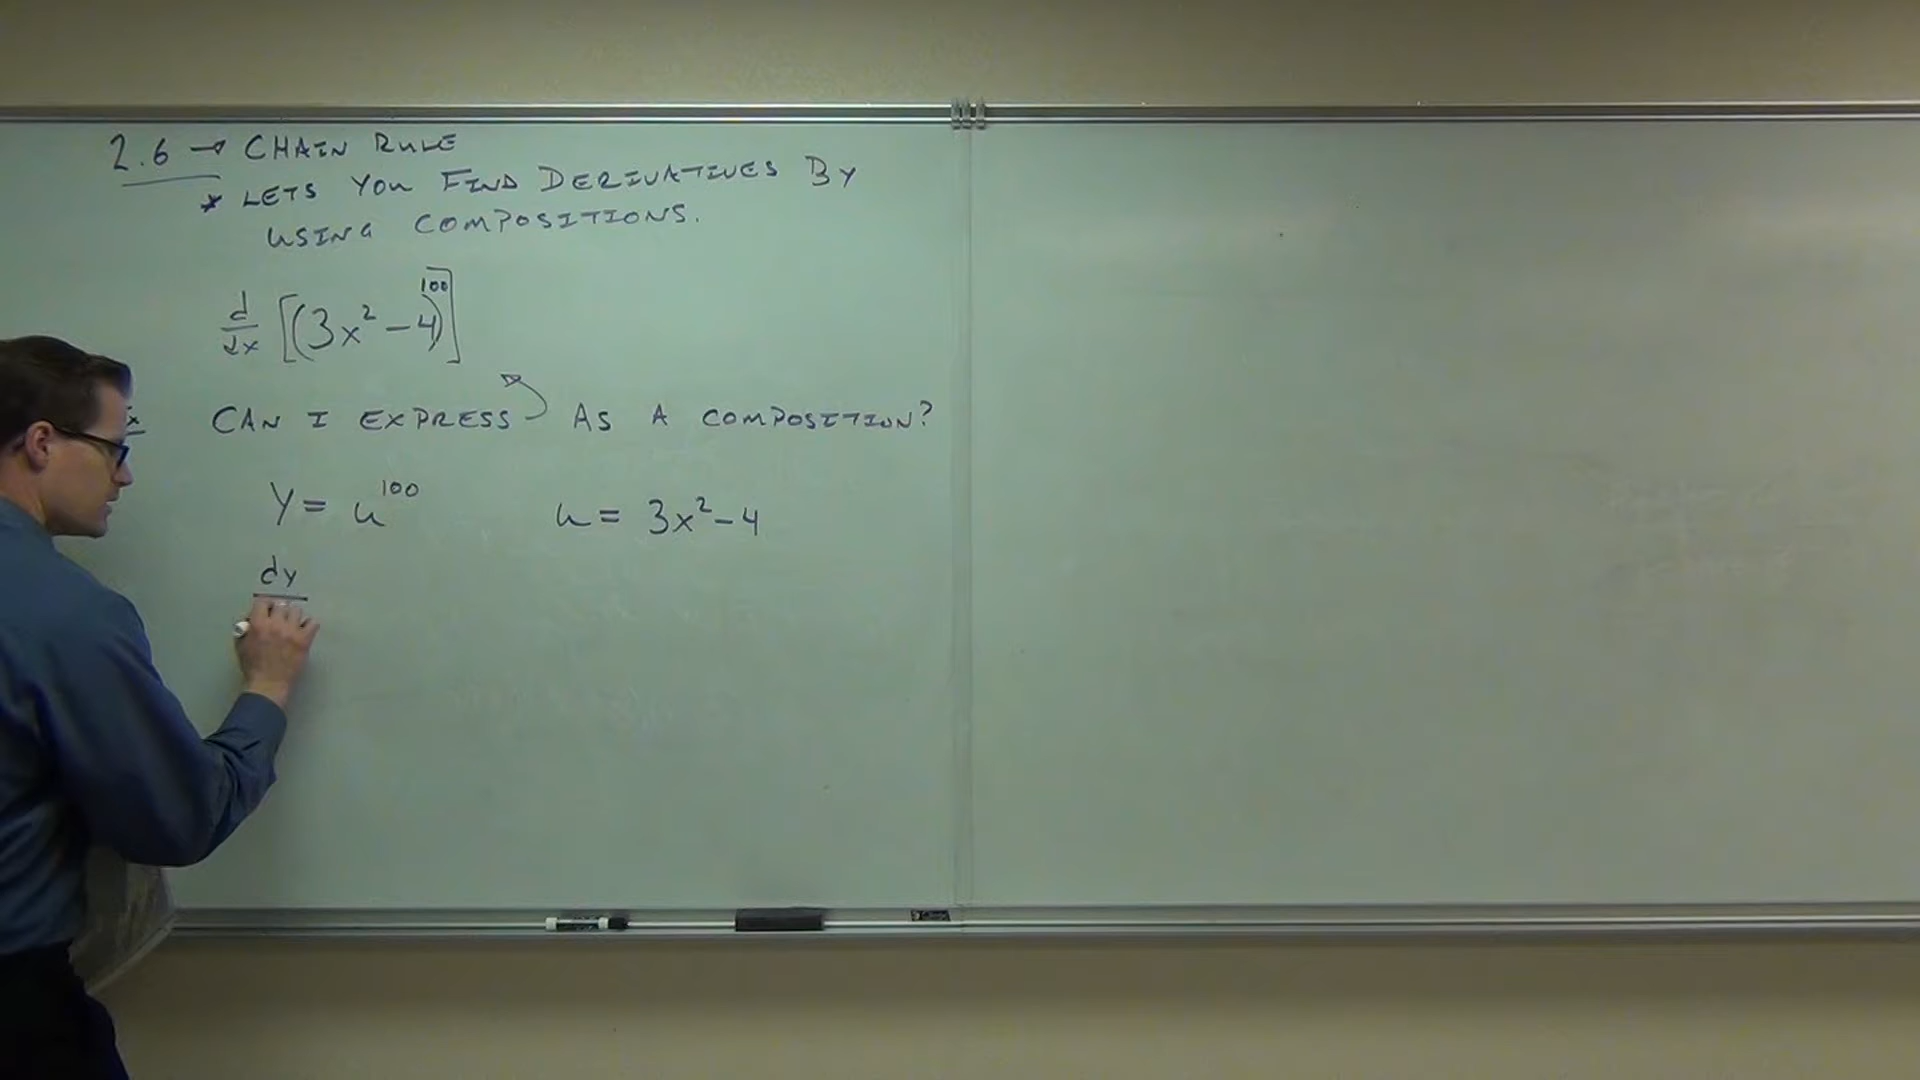 2.6 → CHAIN RULE
* LETS YOU FIND DERIVATIVES BY
USING COMPOSITIONS.
d/dx [(3x² - 4)¹⁰⁰]
CAN I EXPRESS AS A COMPOSITION?
Y = u¹⁰⁰ u = 3x² - 4
dy